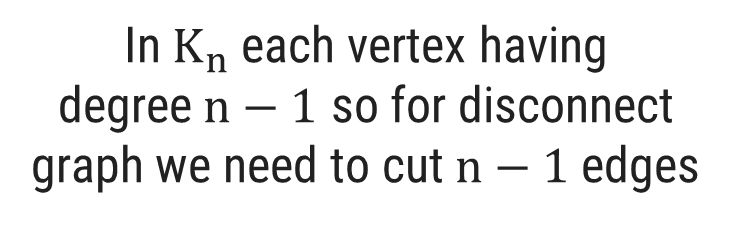 In Kₙ each vertex having
degree n − 1 so for disconnect
graph we need to cut n − 1 edges